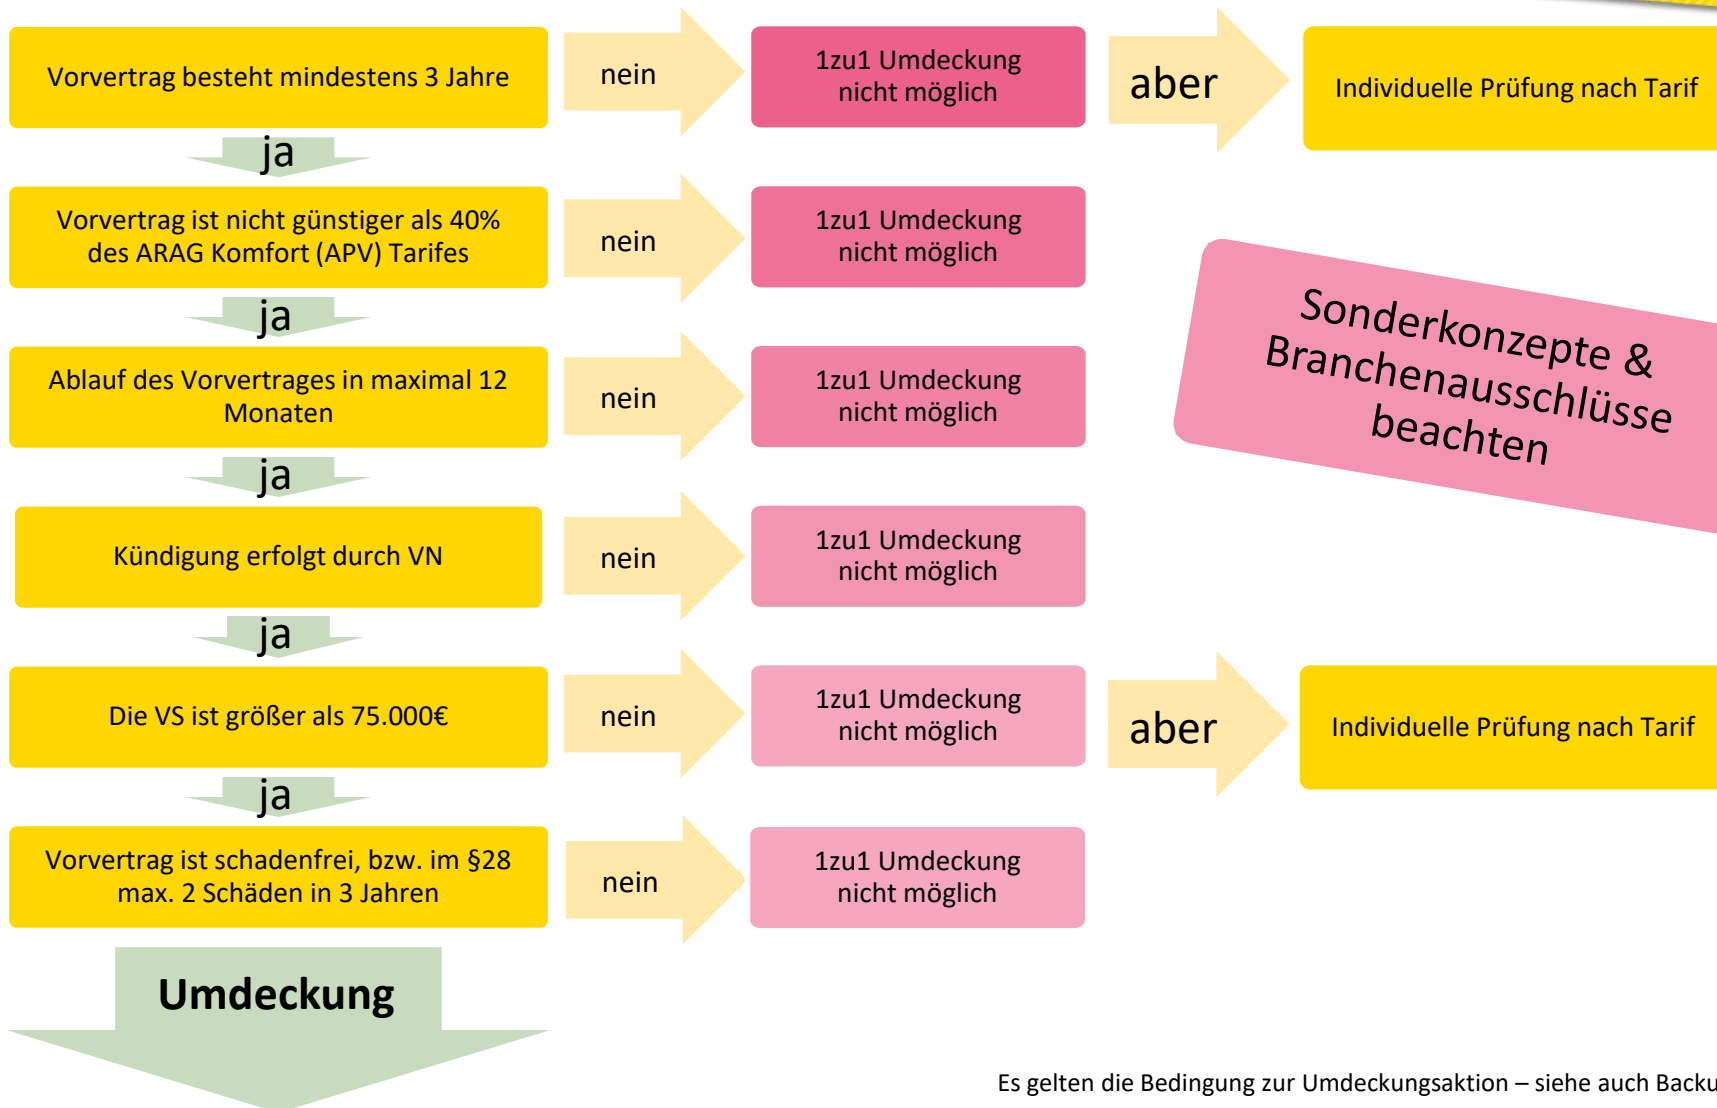 Vorvertrag besteht mindestens 3 Jahre
nein
1zu1 Umdeckung
nicht möglich
aber
Individuelle Prüfung nach Tarif
ja
Vorvertrag ist nicht günstiger als 40%
des ARAG Komfort (APV) Tarifes
nein
1zu1 Umdeckung
nicht möglich
Sonderkonzepte &
Branchenausschlüsse
beachten
ja
Ablauf des Vorvertrages in maximal 12
Monaten
nein
1zu1 Umdeckung
nicht möglich
ja
Kündigung erfolgt durch VN
nein
1zu1 Umdeckung
nicht möglich
ja
Die VS ist größer als 75.000€
nein
1zu1 Umdeckung
nicht möglich
aber
Individuelle Prüfung nach Tarif
ja
Vorvertrag ist schadenfrei, bzw. im §28
max. 2 Schäden in 3 Jahren
nein
1zu1 Umdeckung
nicht möglich
Umdeckung
Es gelten die Bedingung zur Umdeckungsaktion – siehe auch Backu